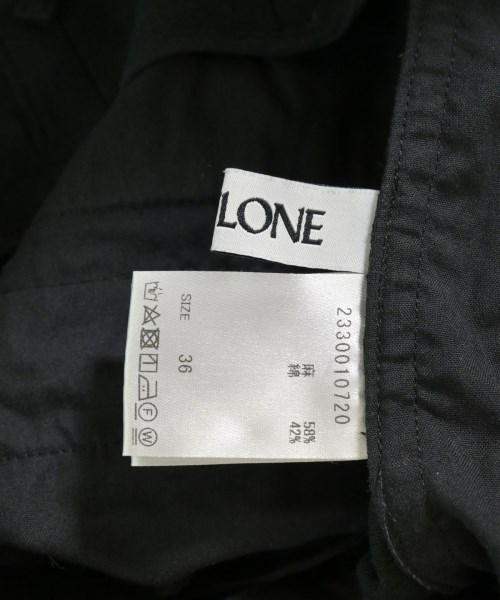 LONE
2330010720
麻 58%
綿 42%
SIZE 36
F
W